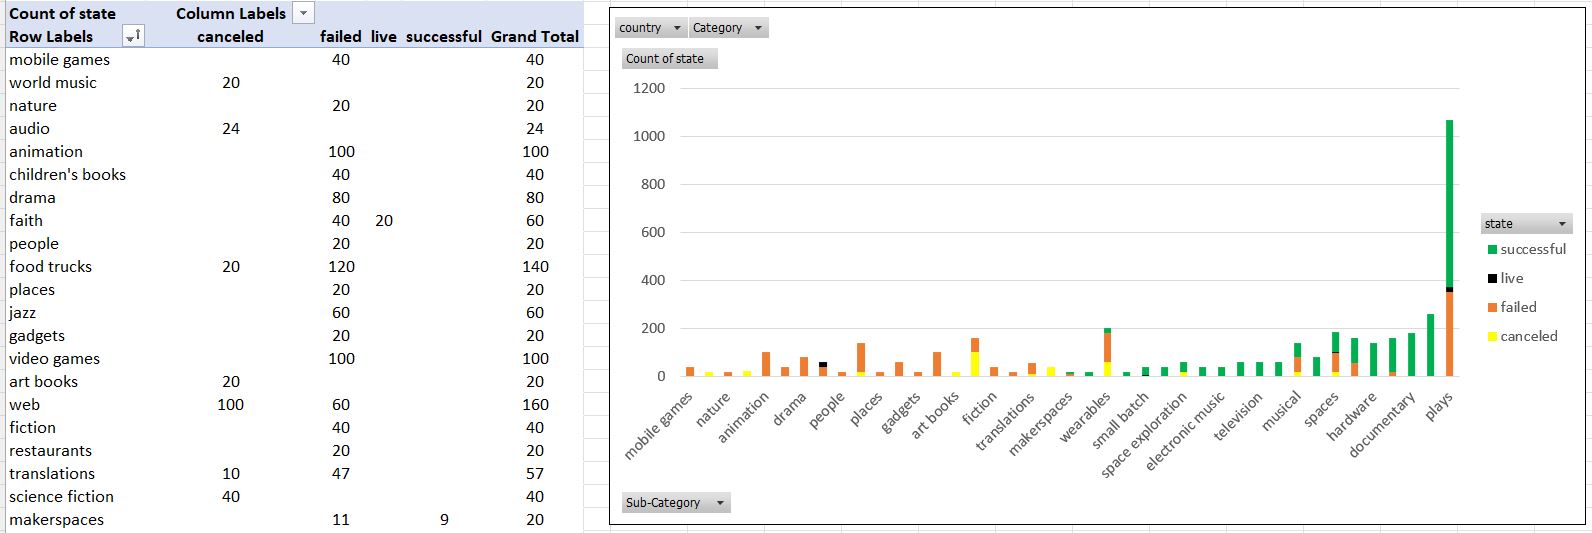 Count of state Column Labels
Row Labels canceled failed live successful Grand Total
mobile games 40 40
world music 20 20
nature 20 20
audio 24 24
animation 100 100
children's books 40 40
drama 80 80
faith 40 20 60
people 20 20
food trucks 20 120 140
places 20 20
jazz 60 60
gadgets 20 20
video games 100 100
art books 20 20
web 100 60 160
fiction 40 40
restaurants 20 20
translations 10 47 57
science fiction 40 40
makerspaces 11 9 20
country Category
Count of state
1200
1000
800
600
400
200
0
mobile games
nature
animation
drama
people
places
gadgets
art books
fiction
translations
makerspaces
wearables
small batch
space exploration
electronic music
television
musical
spaces
hardware
documentary
plays
state
successful
live
failed
canceled
Sub-Category